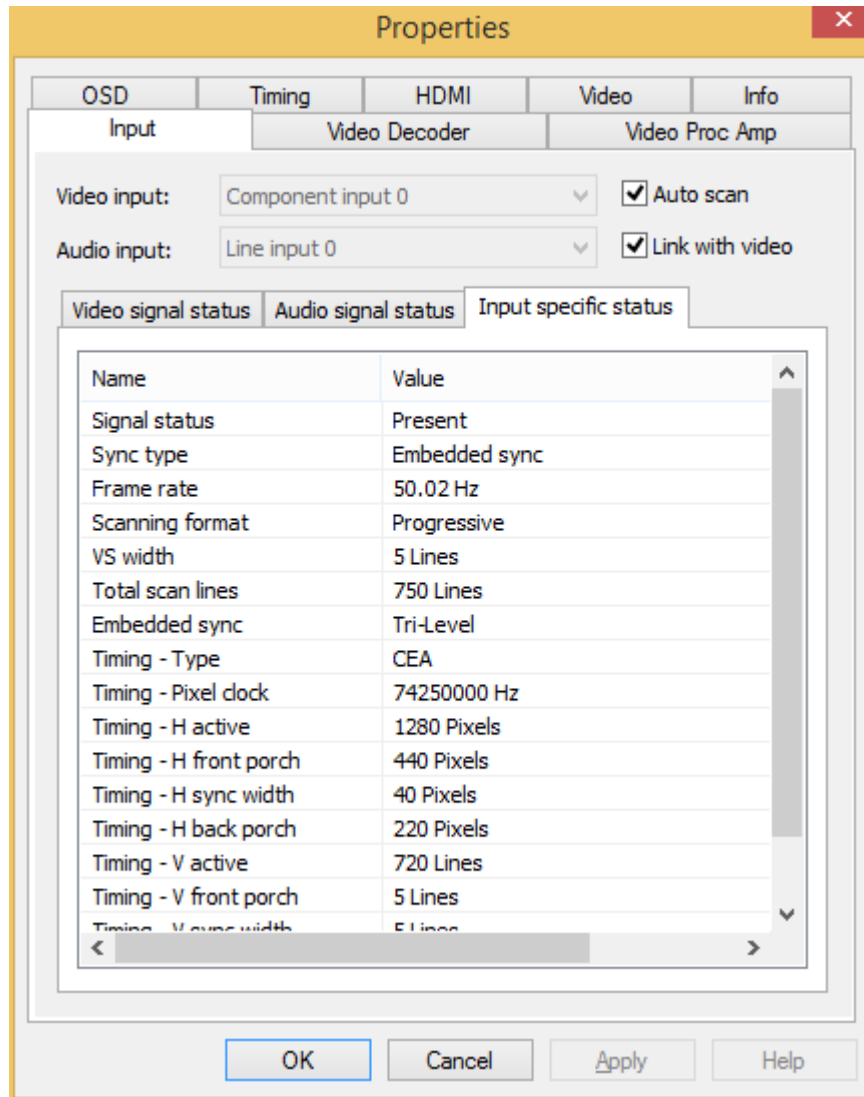 Properties
OSD Timing HDMI Video Info
Input Video Decoder Video Proc Amp
Video input: Component input 0 Auto scan
Audio input: Line input 0 Link with video
Video signal status Audio signal status Input specific status
Name Value
Signal status Present
Sync type Embedded sync
Frame rate 50.02 Hz
Scanning format Progressive
VS width 5 Lines
Total scan lines 750 Lines
Embedded sync Tri-Level
Timing - Type CEA
Timing - Pixel clock 74250000 Hz
Timing - H active 1280 Pixels
Timing - H front porch 440 Pixels
Timing - H sync width 40 Pixels
Timing - H back porch 220 Pixels
Timing - V active 720 Lines
Timing - V front porch 5 Lines
Timing - V sync width 5 Lines
OK Cancel Apply Help